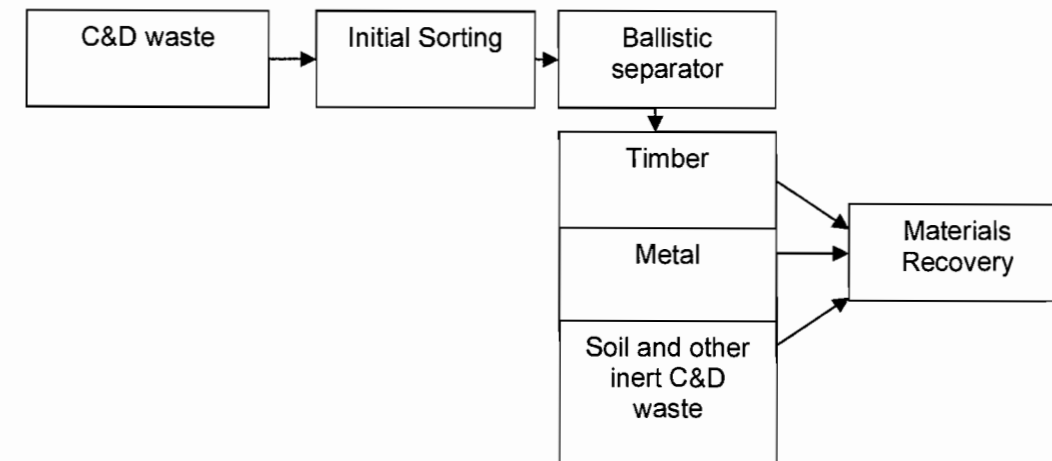 C&D waste
Initial Sorting
Ballistic
separator
Timber
Metal
Materials
Recovery
Soil and other
inert C&D
waste